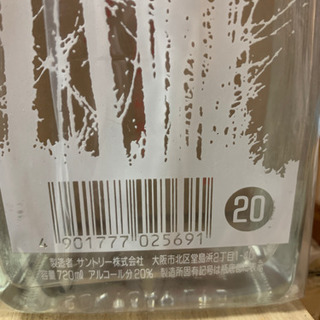 20
4 901777 025691
製造者 サントリー株式会社 大阪市北区堂島浜2丁目1-40
容量720ml アルコール分20% 製造所固有記号は